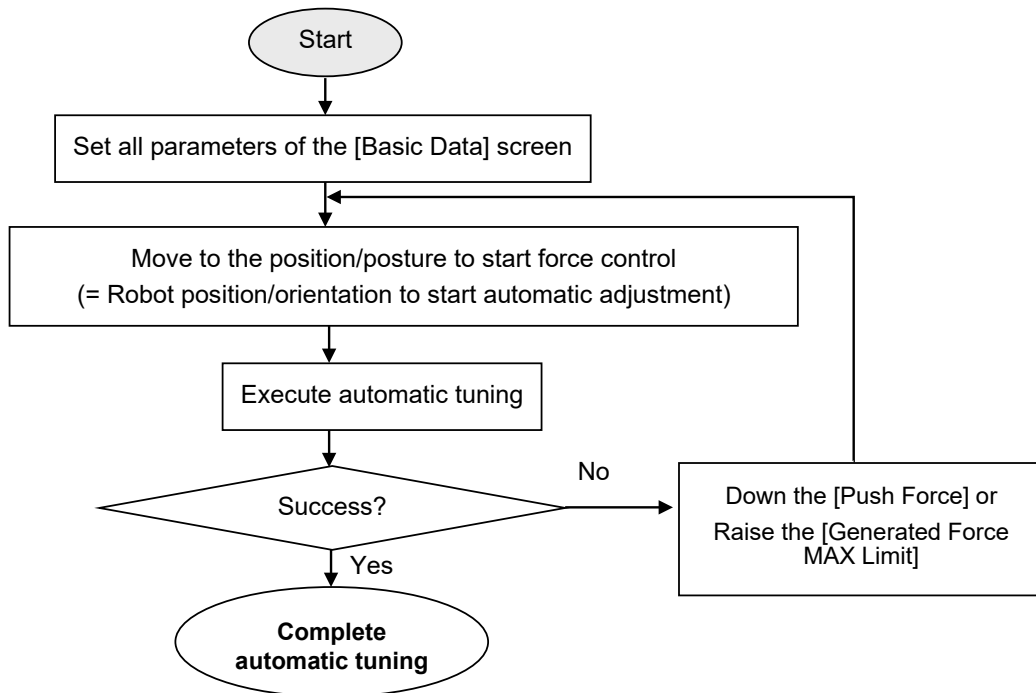 Start
Set all parameters of the [Basic Data] screen
Move to the position/posture to start force control
(= Robot position/orientation to start automatic adjustment)
Execute automatic tuning
Success?
No
Down the [Push Force] or
Raise the [Generated Force
MAX Limit]
Yes
Complete
automatic tuning